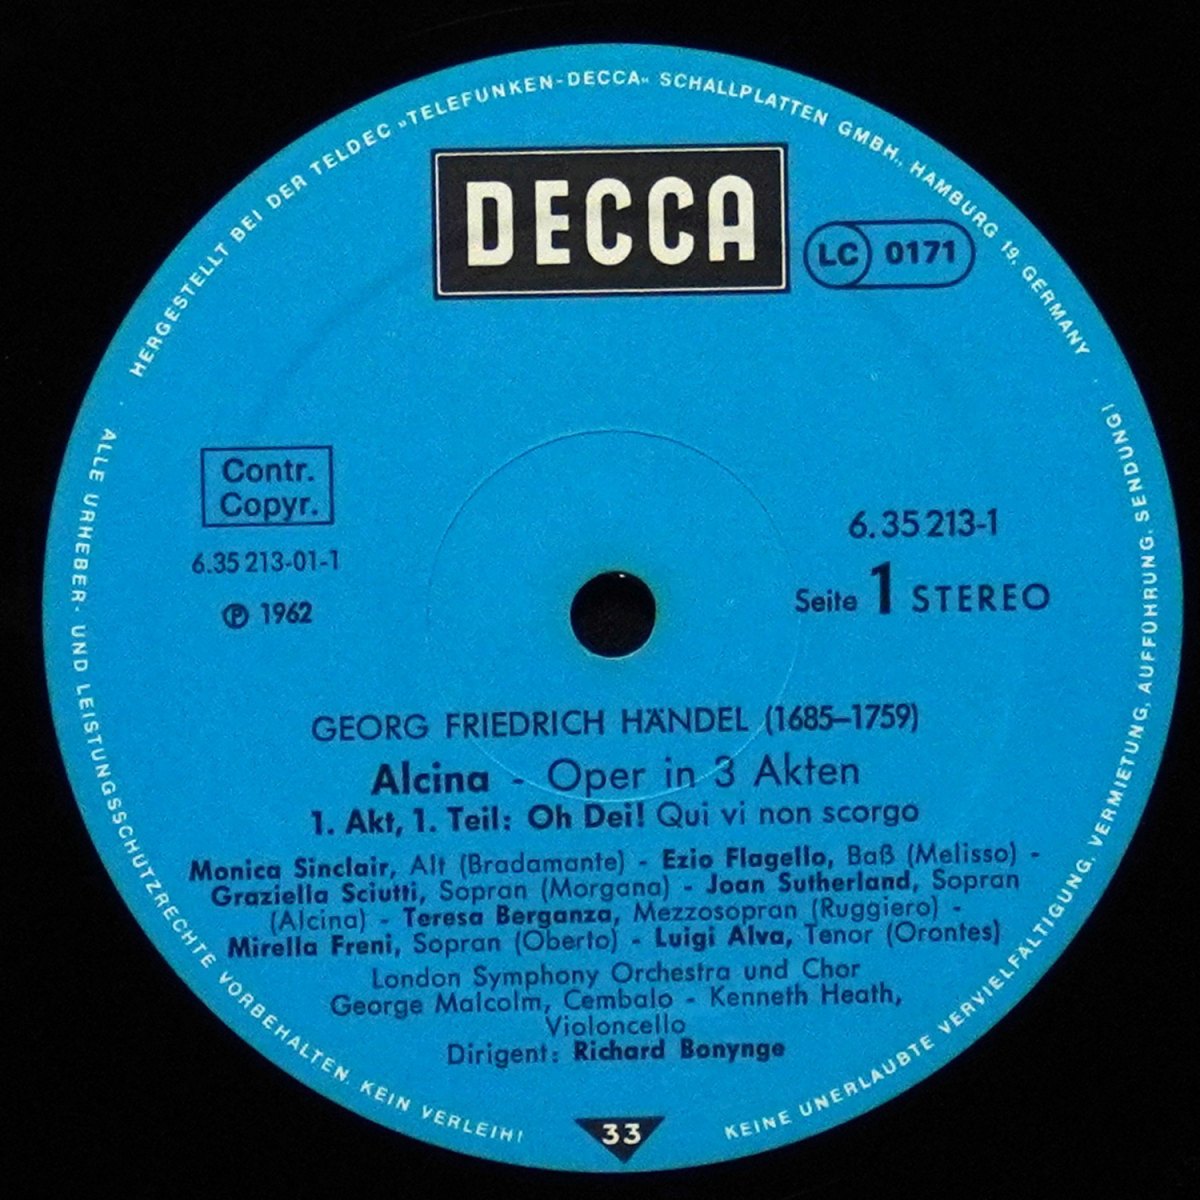 HERGESTELLT BEI DER TELDEC »TELEFUNKEN-DECCA« SCHALLPLATTEN GMBH., HAMBURG 19, GERMANY
DECCA
LC 0171
Contr.
Copyr.
6.35 213-01-1
℗ 1962
6.35 213-1
Seite 1 STEREO
GEORG FRIEDRICH HÄNDEL (1685–1759)
Alcina - Oper in 3 Akten
1. Akt, 1. Teil: Oh Dei! Qui vi non scorgo
Monica Sinclair, Alt (Bradamante) - Ezio Flagello, Baß (Melisso) -
Graziella Sciutti, Sopran (Morgana) - Joan Sutherland, Sopran
(Alcina) - Teresa Berganza, Mezzosopran (Ruggiero) -
Mirella Freni, Sopran (Oberto) - Luigi Alva, Tenor (Orontes)
London Symphony Orchestra und Chor
George Malcolm, Cembalo - Kenneth Heath,
Violoncello
Dirigent: Richard Bonynge
33
ALLE URHEBER- UND LEISTUNGSSCHUTZRECHTE VORBEHALTEN. KEIN VERLEIH!
KEINE UNERLAUBTE VERVIELFÄLTIGUNG, VERMIETUNG, AUFFÜHRUNG, SENDUNG!